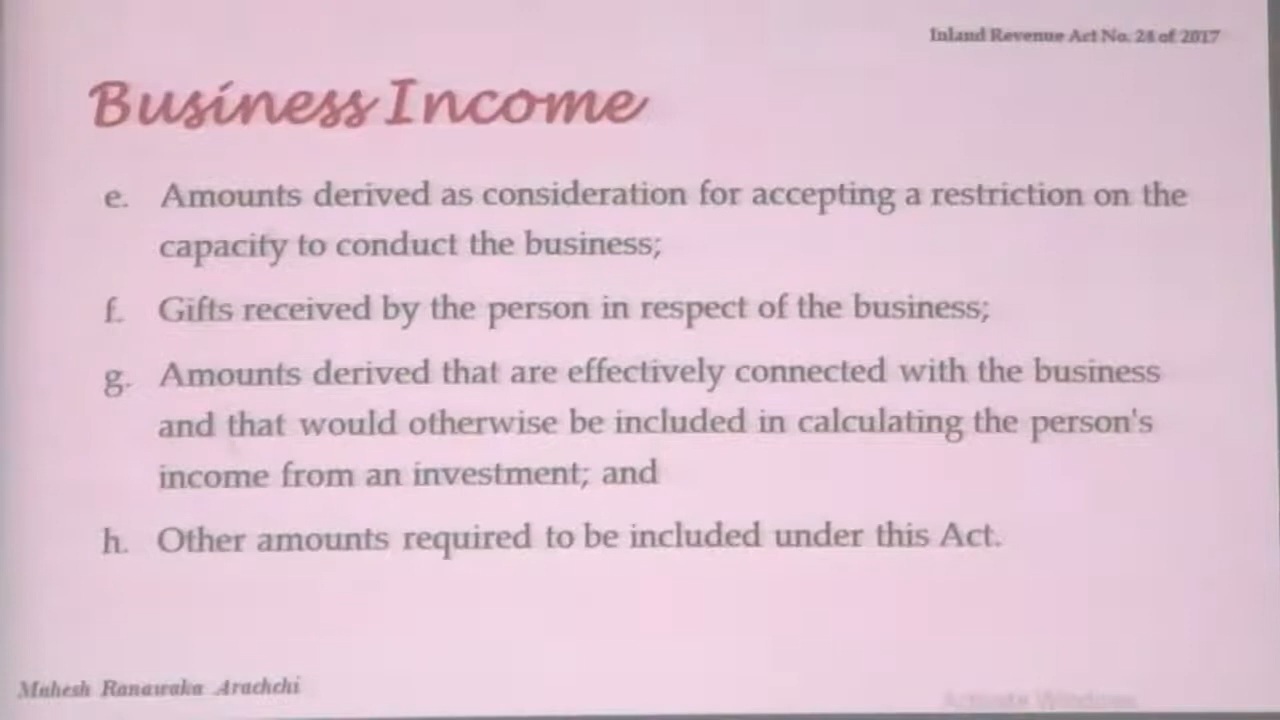 Inland Revenue Act No. 24 of 2017
Business Income
e. Amounts derived as consideration for accepting a restriction on the
capacity to conduct the business;
f. Gifts received by the person in respect of the business;
g. Amounts derived that are effectively connected with the business
and that would otherwise be included in calculating the person's
income from an investment; and
h. Other amounts required to be included under this Act.
Mahesh Ranawaka Arachchi
Activate Windows